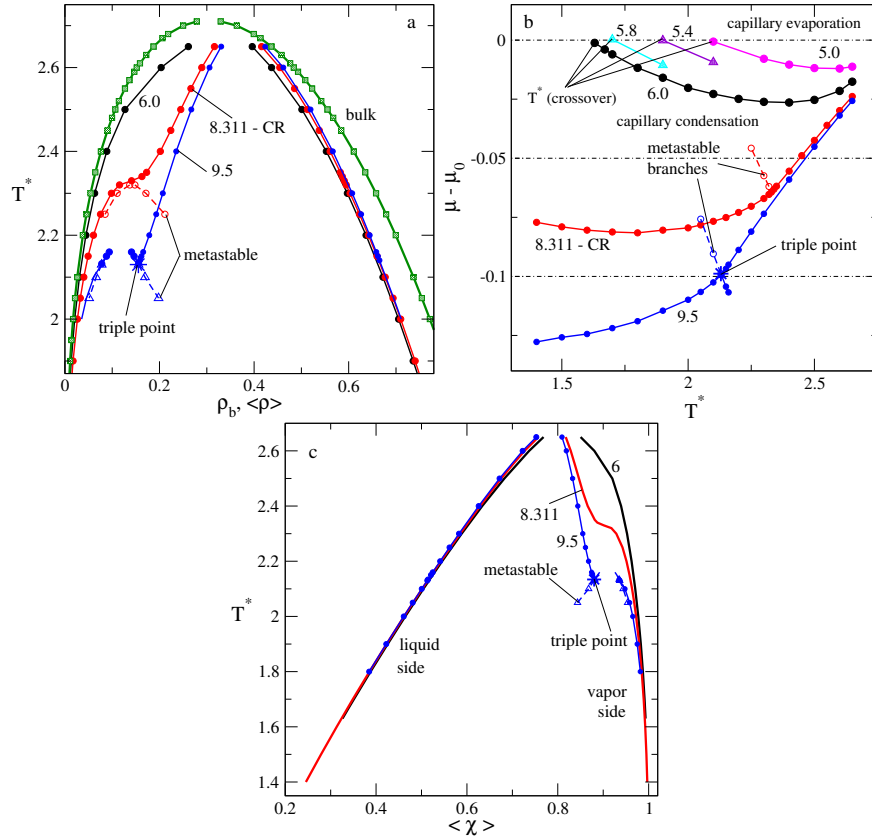 a
2.6
2.4
T*
2.2
2
0
0.2
0.4
0.6
ρb, <ρ>
6.0
8.311 - CR
9.5
bulk
metastable
triple point
b
0
-0.05
-0.1
μ - μ0
1.5
2
2.5
T*
5.8
5.4
capillary evaporation
5.0
T* (crossover)
6.0
capillary condensation
metastable
branches
8.311 - CR
triple point
9.5
c
2.6
2.4
2.2
T*
2
1.8
1.6
1.4
0.2
0.4
0.6
0.8
1
< χ >
6
8.311
9.5
metastable
triple point
liquid
side
vapor
side